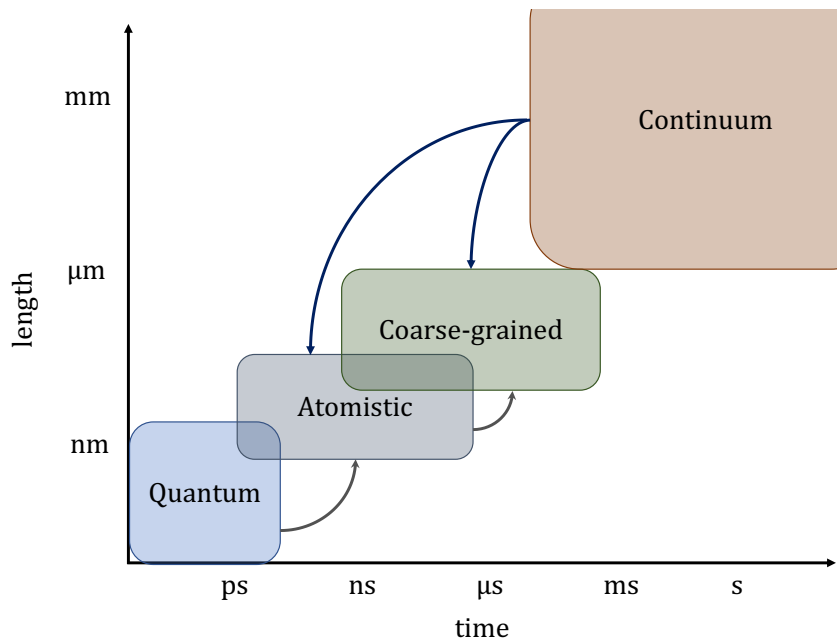 mm
Continuum
μm
length
Coarse-grained
Atomistic
nm
Quantum
ps
ns
μs
ms
s
time